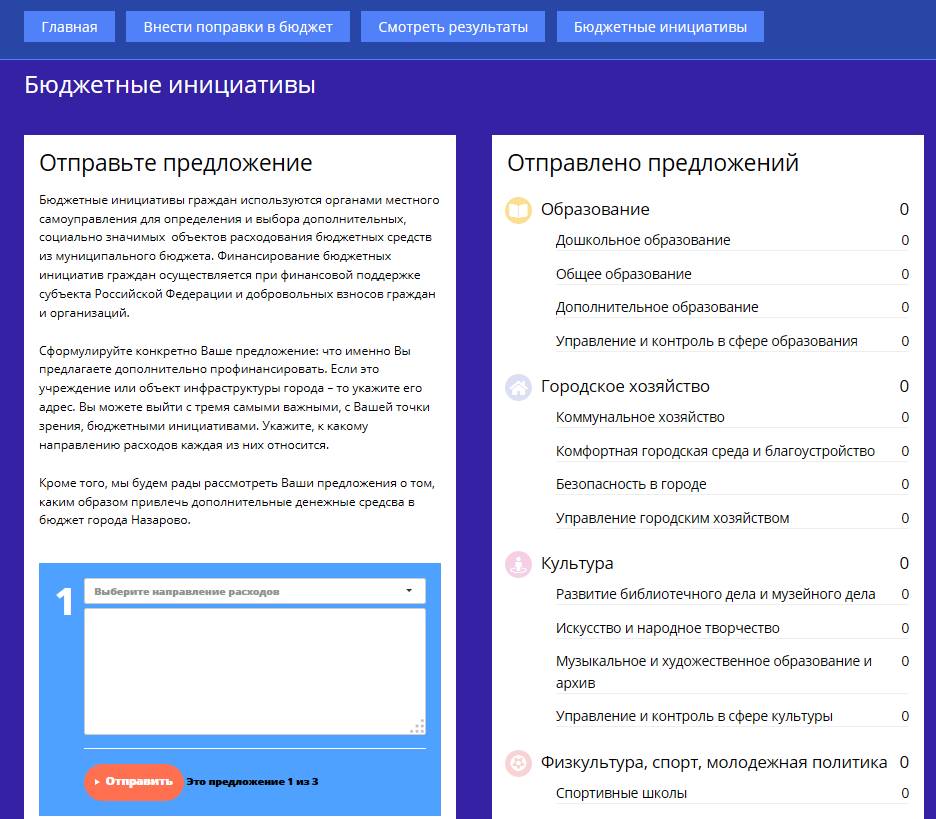 Главная
Внести поправки в бюджет
Смотреть результаты
Бюджетные инициативы
Бюджетные инициативы
Отправьте предложение
Бюджетные инициативы граждан используются органами местного
самоуправления для определения и выбора дополнительных,
социально значимых объектов расходования бюджетных средств
из муниципального бюджета. Финансирование бюджетных
инициатив граждан осуществляется при финансовой поддержке
субъекта Российской Федерации и добровольных взносов граждан
и организаций.
Сформулируйте конкретно Ваше предложение: что именно Вы
предлагаете дополнительно профинансировать. Если это
учреждение или объект инфраструктуры города – то укажите его
адрес. Вы можете выйти с тремя самыми важными, с Вашей точки
зрения, бюджетными инициативами. Укажите, к какому
направлению расходов каждая из них относится.
Кроме того, мы будем рады рассмотреть Ваши предложения о том,
каким образом привлечь дополнительные денежные средсва в
бюджет города Назарово.
1
Выберите направление расходов
Отправить
Это предложение 1 из 3
Отправлено предложений
Образование 0
Дошкольное образование 0
Общее образование 0
Дополнительное образование 0
Управление и контроль в сфере образования 0
Городское хозяйство 0
Коммунальное хозяйство 0
Комфортная городская среда и благоустройство 0
Безопасность в городе 0
Управление городским хозяйством 0
Культура 0
Развитие библиотечного дела и музейного дела 0
Искусство и народное творчество 0
Музыкальное и художественное образование и 0
архив
Управление и контроль в сфере культуры 0
Физкультура, спорт, молодежная политика 0
Спортивные школы 0